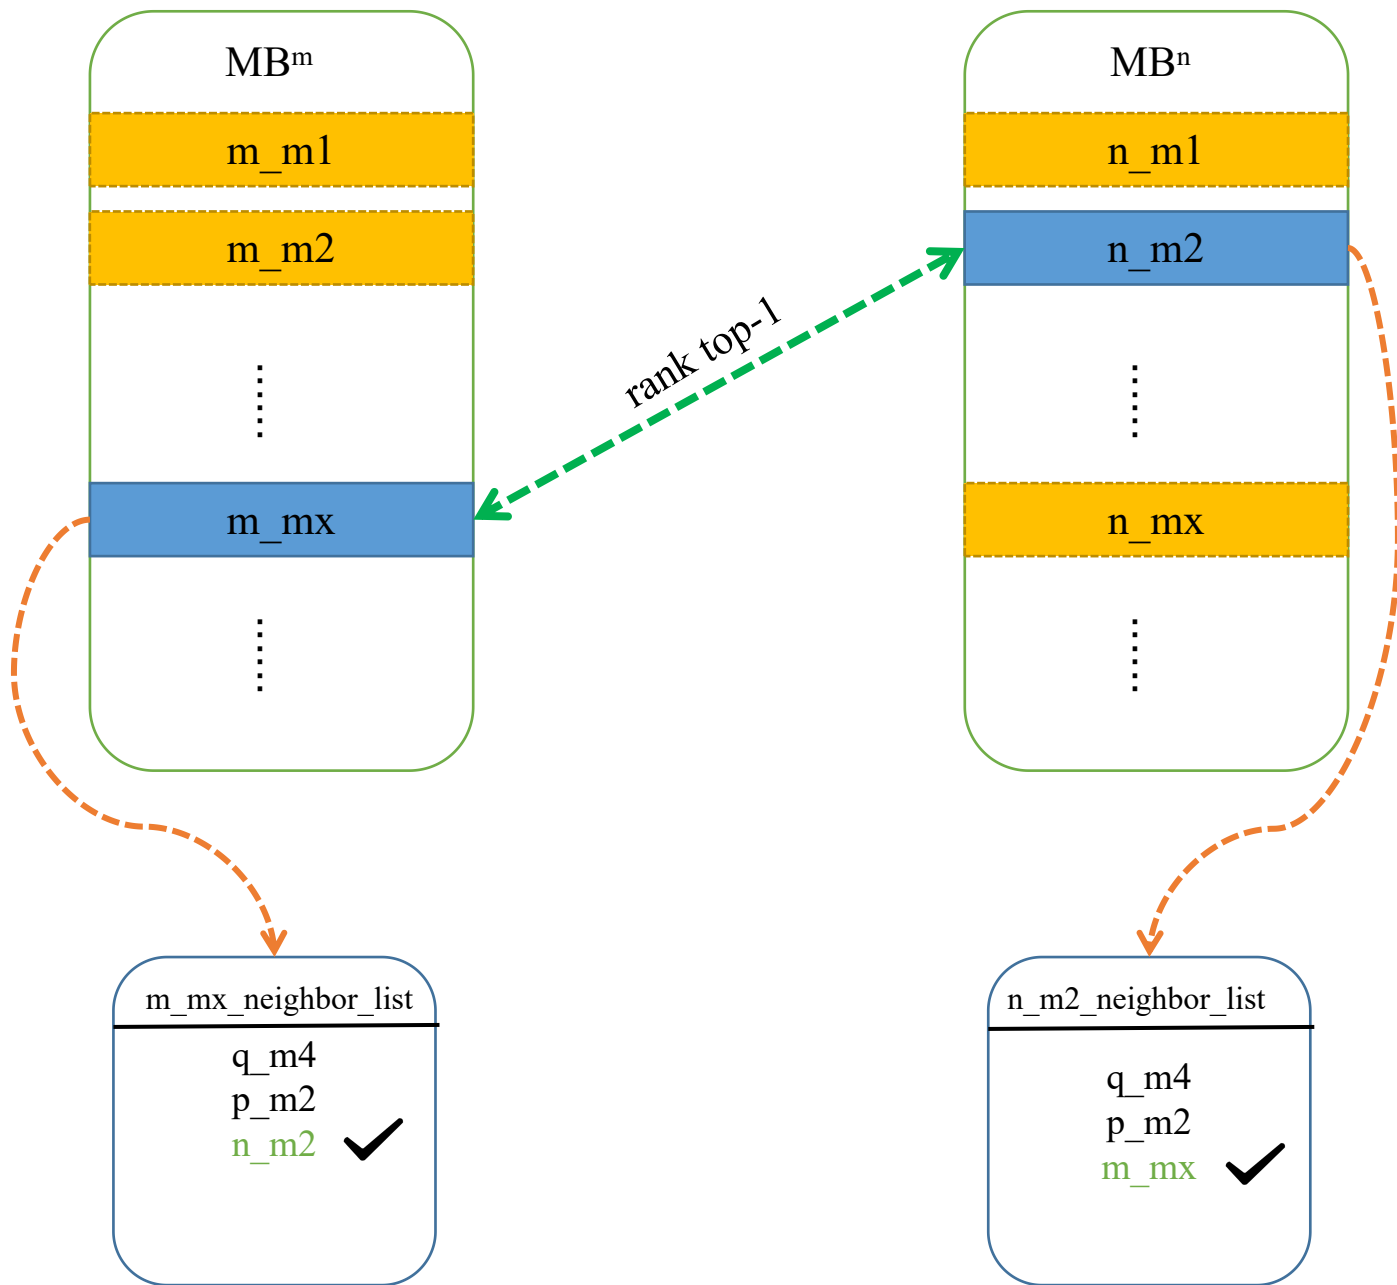 MBᵐ
m_m1
m_m2
m_mx
rank top-1
MBⁿ
n_m1
n_m2
n_mx
m_mx_neighbor_list
q_m4
p_m2
n_m2
n_m2_neighbor_list
q_m4
p_m2
m_mx